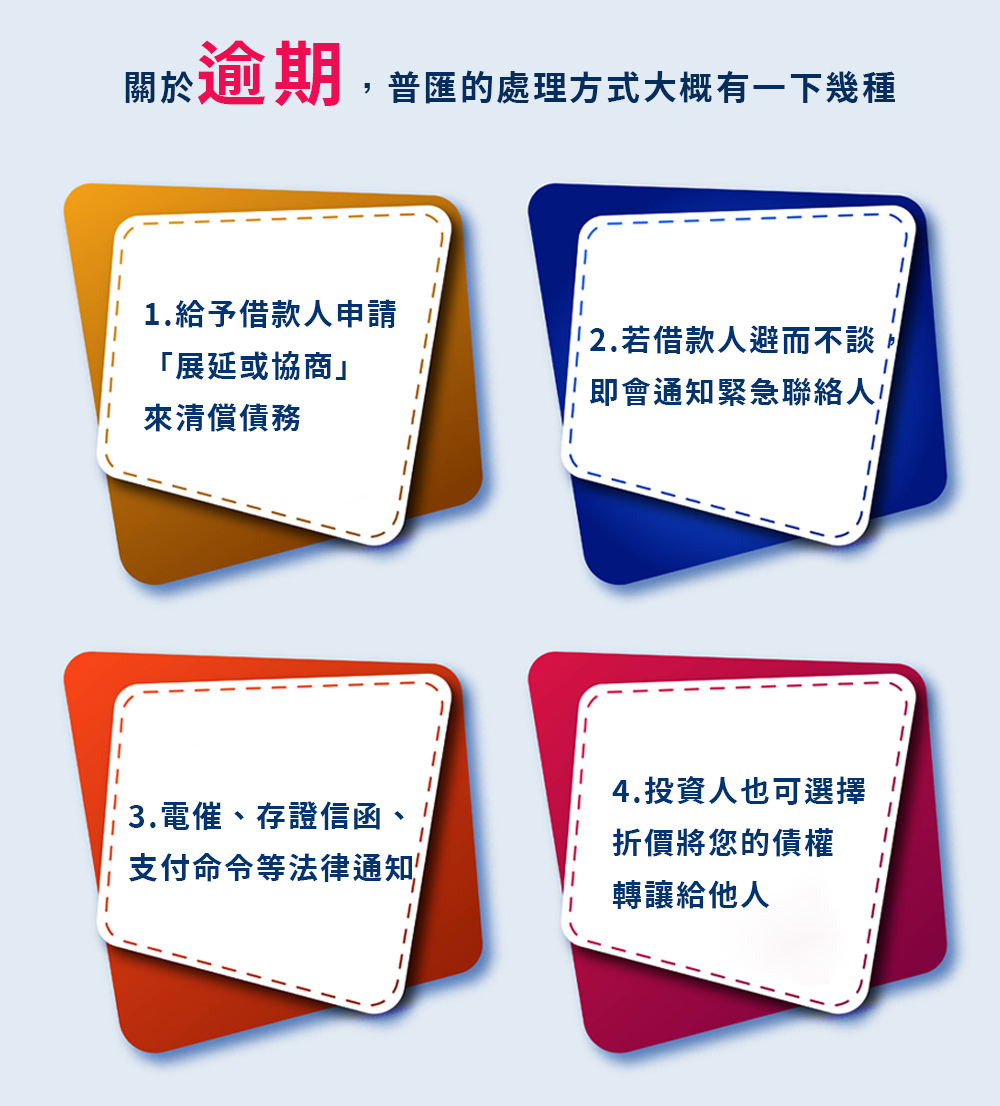 關於逾期，普匯的處理方式大概有一下幾種
1.給予借款人申請
「展延或協商」
來清償債務
2.若借款人避而不談，
即會通知緊急聯絡人
3.電催、存證信函、
支付命令等法律通知
4.投資人也可選擇
折價將您的債權
轉讓給他人